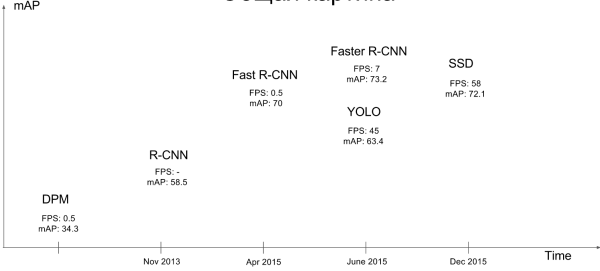 mAP
Faster R-CNN
FPS: 7
mAP: 73.2
SSD
FPS: 58
mAP: 72.1
Fast R-CNN
FPS: 0.5
mAP: 70
YOLO
FPS: 45
mAP: 63.4
R-CNN
FPS: -
mAP: 58.5
DPM
FPS: 0.5
mAP: 34.3
Time
Nov 2013
Apr 2015
June 2015
Dec 2015